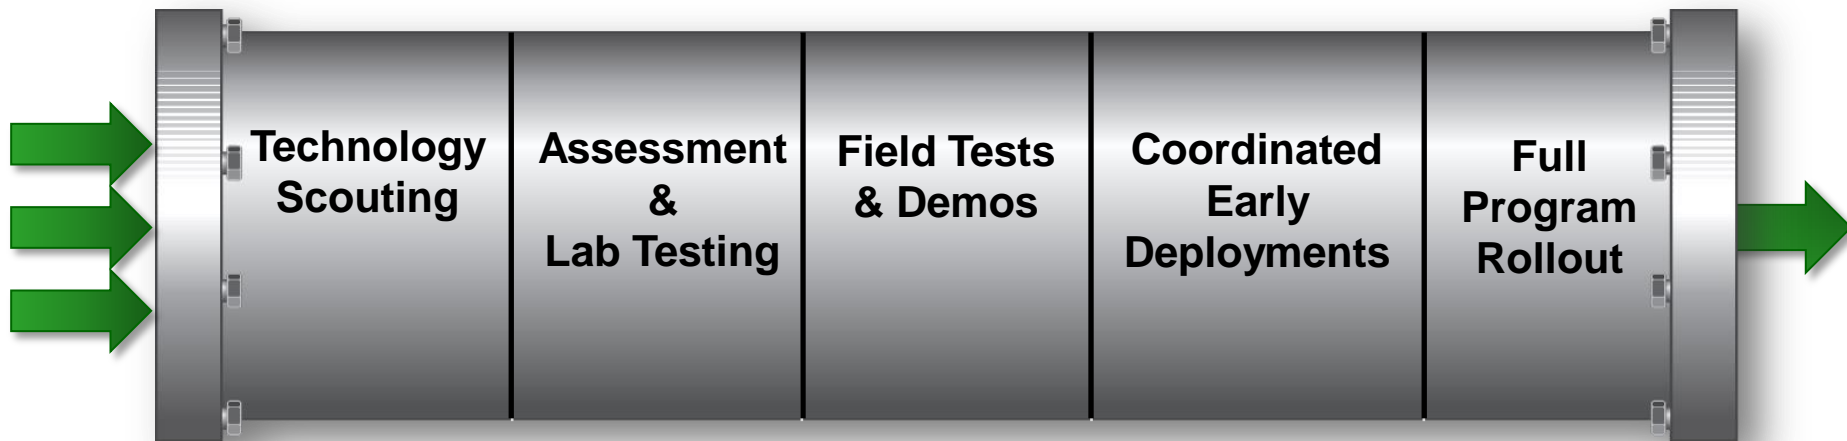 Technology
Scouting
Assessment
&
Lab Testing
Field Tests
& Demos
Coordinated
Early
Deployments
Full
Program
Rollout